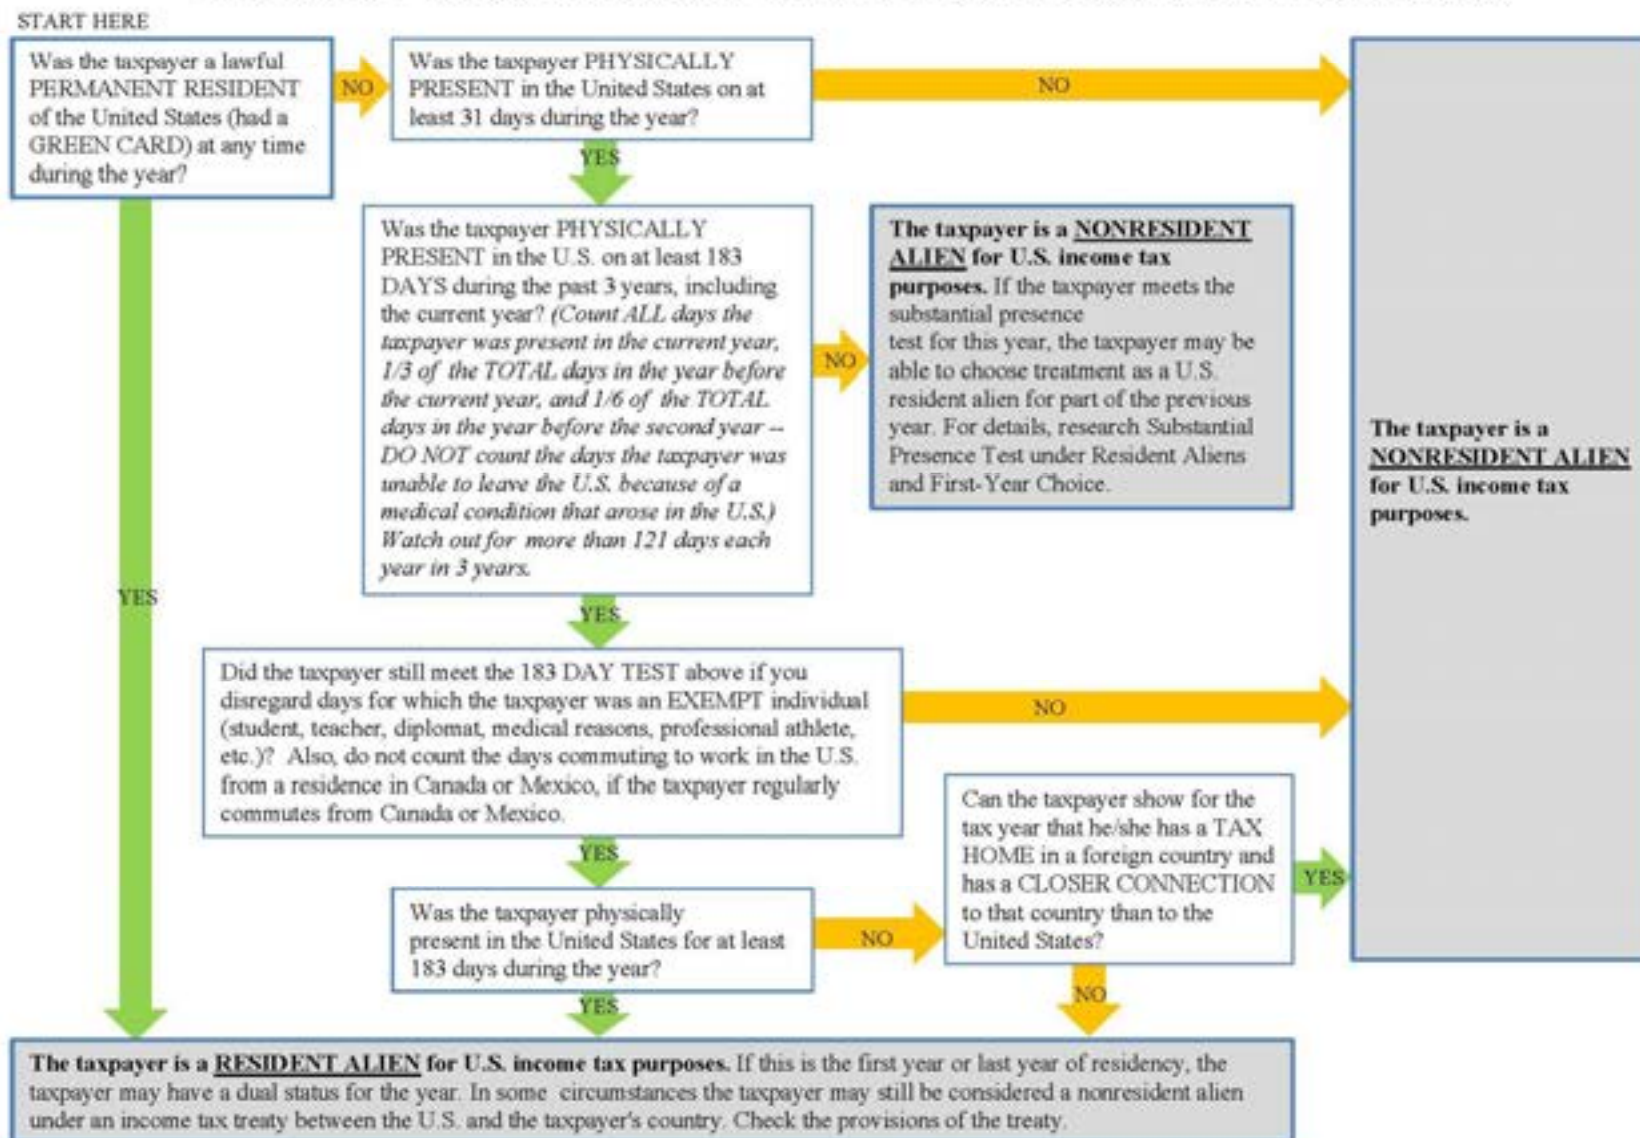 START HERE
Was the taxpayer a lawful
PERMANENT RESIDENT
of the United States (had a
GREEN CARD) at any time
during the year?
NO
Was the taxpayer PHYSICALLY
PRESENT in the United States on at
least 31 days during the year?
NO
YES
Was the taxpayer PHYSICALLY
PRESENT in the U.S. on at least 183
DAYS during the past 3 years, including
the current year? (Count ALL days the
taxpayer was present in the current year,
1/3 of the TOTAL days in the year before
the current year, and 1/6 of the TOTAL
days in the year before the second year --
DO NOT count the days the taxpayer was
unable to leave the U.S. because of a
medical condition that arose in the U.S.)
Watch out for more than 121 days each
year in 3 years.
NO
The taxpayer is a NONRESIDENT
ALIEN for U.S. income tax
purposes. If the taxpayer meets the
substantial presence
test for this year, the taxpayer may be
able to choose treatment as a U.S.
resident alien for part of the previous
year. For details, research Substantial
Presence Test under Resident Aliens
and First-Year Choice.
The taxpayer is a
NONRESIDENT ALIEN
for U.S. income tax
purposes.
YES
YES
Did the taxpayer still meet the 183 DAY TEST above if you
disregard days for which the taxpayer was an EXEMPT individual
(student, teacher, diplomat, medical reasons, professional athlete,
etc.)? Also, do not count the days commuting to work in the U.S.
from a residence in Canada or Mexico, if the taxpayer regularly
commutes from Canada or Mexico.
NO
YES
Can the taxpayer show for the
tax year that he/she has a TAX
HOME in a foreign country and
has a CLOSER CONNECTION
to that country than to the
United States?
YES
Was the taxpayer physically
present in the United States for at least
183 days during the year?
NO
NO
YES
The taxpayer is a RESIDENT ALIEN for U.S. income tax purposes. If this is the first year or last year of residency, the
taxpayer may have a dual status for the year. In some circumstances the taxpayer may still be considered a nonresident alien
under an income tax treaty between the U.S. and the taxpayer's country. Check the provisions of the treaty.